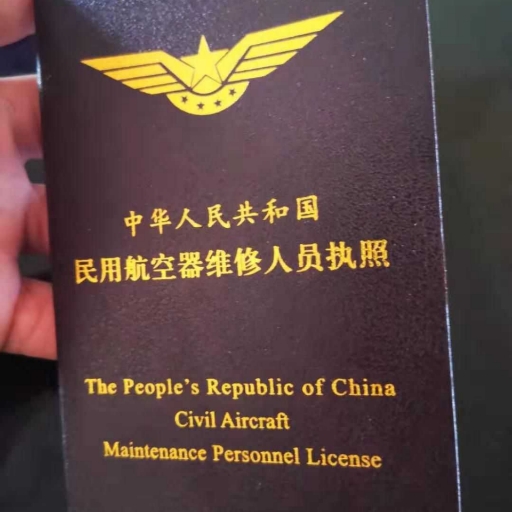 中华人民共和国
民用航空器维修人员执照
The People's Republic of China
Civil Aircraft
Maintenance Personnel License